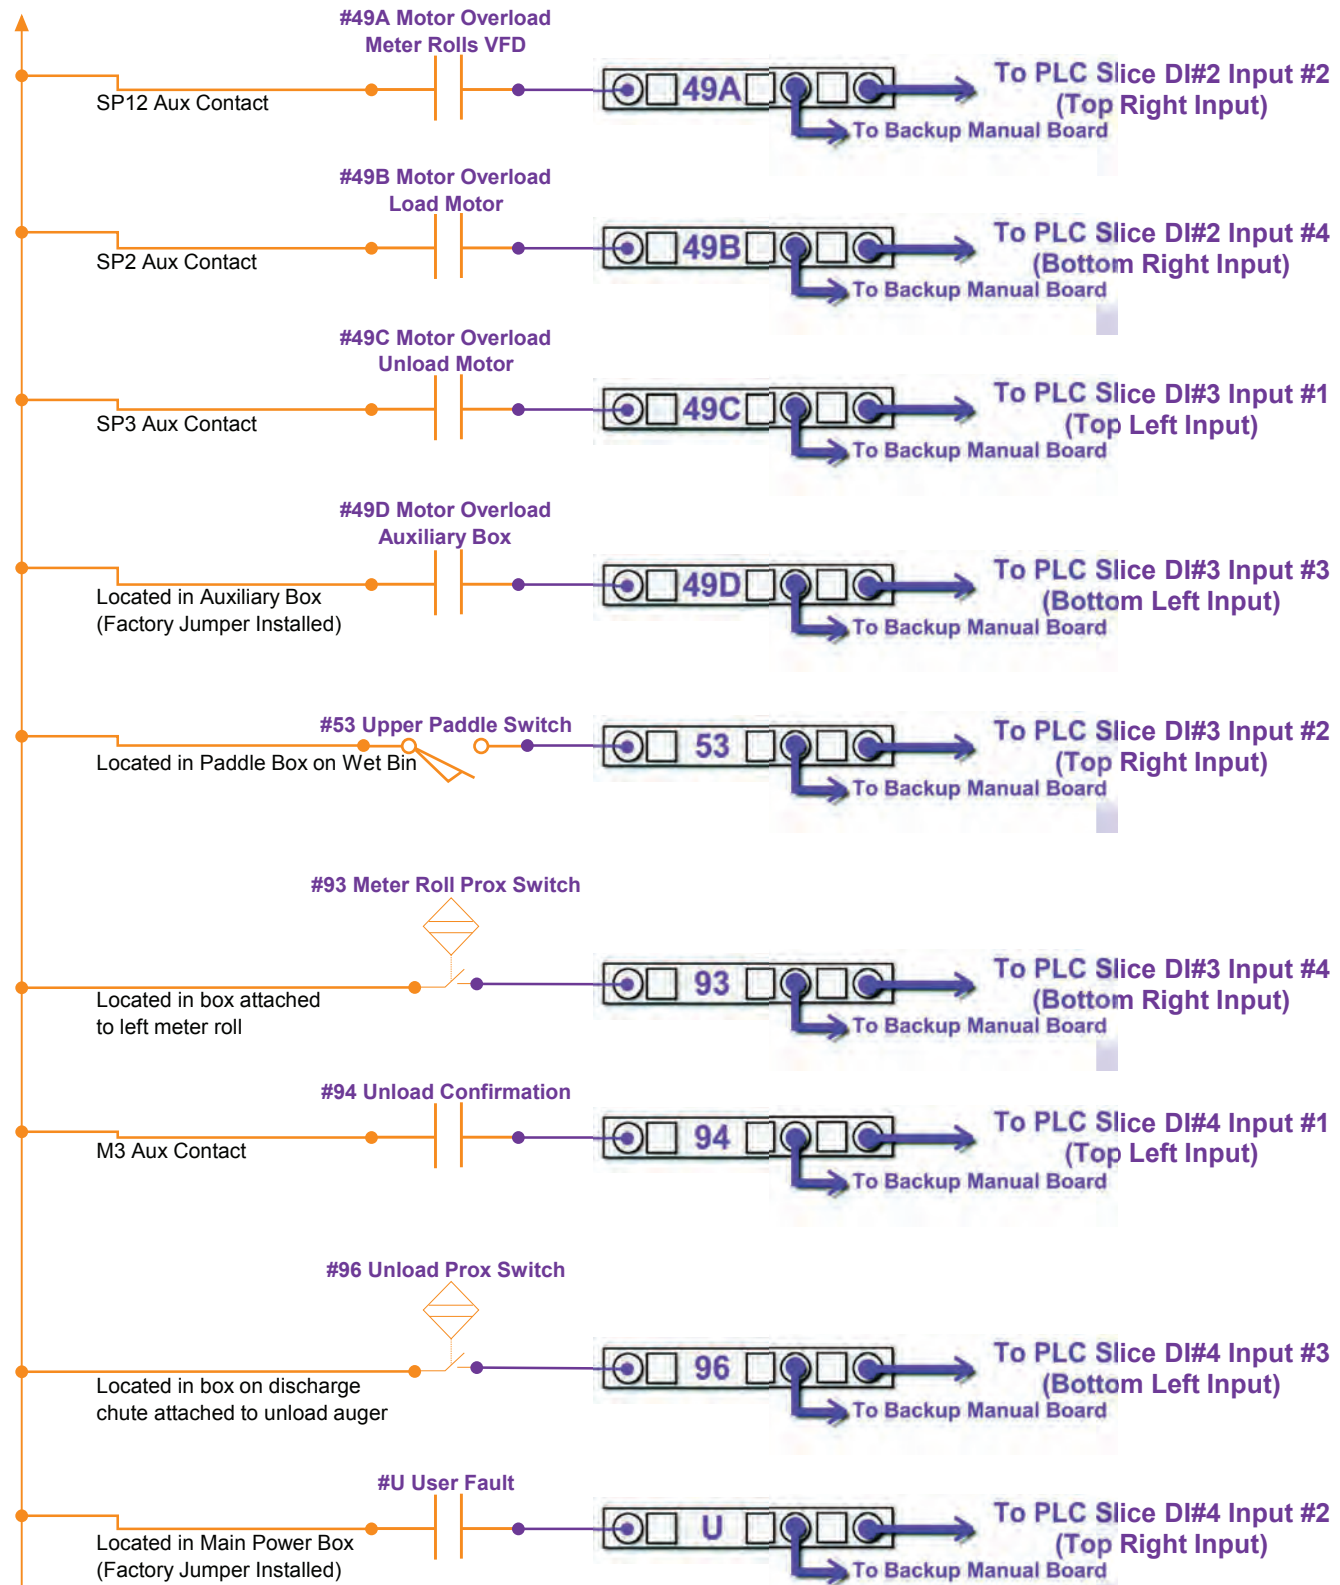 #49A Motor Overload
Meter Rolls VFD
SP12 Aux Contact
49A
To PLC Slice DI#2 Input #2
(Top Right Input)
To Backup Manual Board
#49B Motor Overload
Load Motor
SP2 Aux Contact
49B
To PLC Slice DI#2 Input #4
(Bottom Right Input)
To Backup Manual Board
#49C Motor Overload
Unload Motor
SP3 Aux Contact
49C
To PLC Slice DI#3 Input #1
(Top Left Input)
To Backup Manual Board
#49D Motor Overload
Auxiliary Box
Located in Auxiliary Box
(Factory Jumper Installed)
49D
To PLC Slice DI#3 Input #3
(Bottom Left Input)
To Backup Manual Board
#53 Upper Paddle Switch
Located in Paddle Box on Wet Bin
53
To PLC Slice DI#3 Input #2
(Top Right Input)
To Backup Manual Board
#93 Meter Roll Prox Switch
Located in box attached
to left meter roll
93
To PLC Slice DI#3 Input #4
(Bottom Right Input)
To Backup Manual Board
#94 Unload Confirmation
M3 Aux Contact
94
To PLC Slice DI#4 Input #1
(Top Left Input)
To Backup Manual Board
#96 Unload Prox Switch
Located in box on discharge
chute attached to unload auger
96
To PLC Slice DI#4 Input #3
(Bottom Left Input)
To Backup Manual Board
#U User Fault
Located in Main Power Box
(Factory Jumper Installed)
U
To PLC Slice DI#4 Input #2
(Top Right Input)
To Backup Manual Board